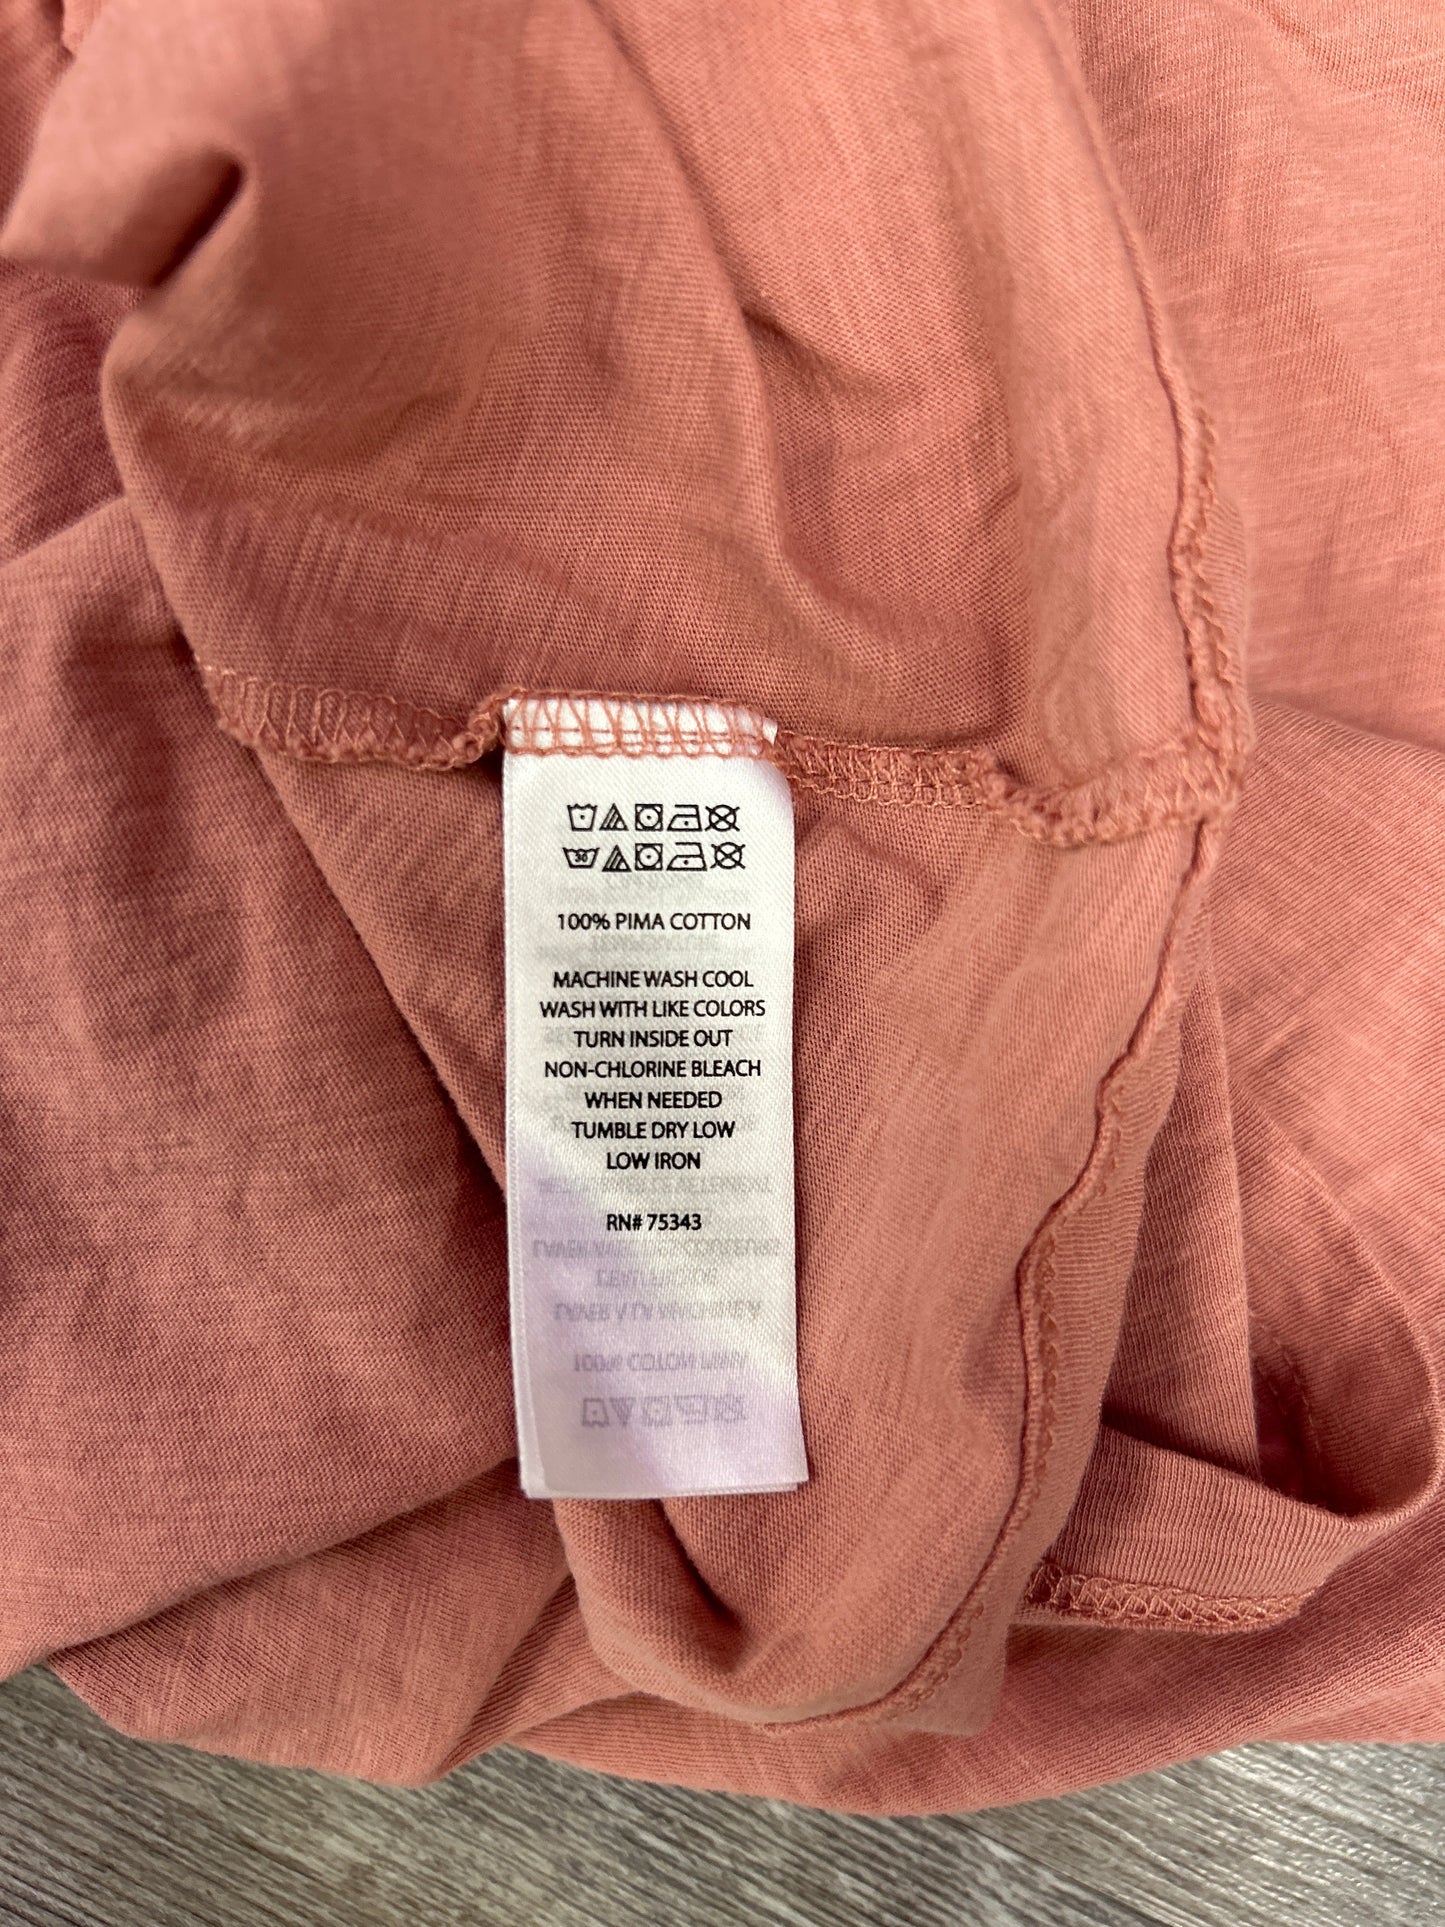 30
100% PIMA COTTON
MACHINE WASH COOL
WASH WITH LIKE COLORS
TURN INSIDE OUT
NON-CHLORINE BLEACH
WHEN NEEDED
TUMBLE DRY LOW
LOW IRON
RN# 75343